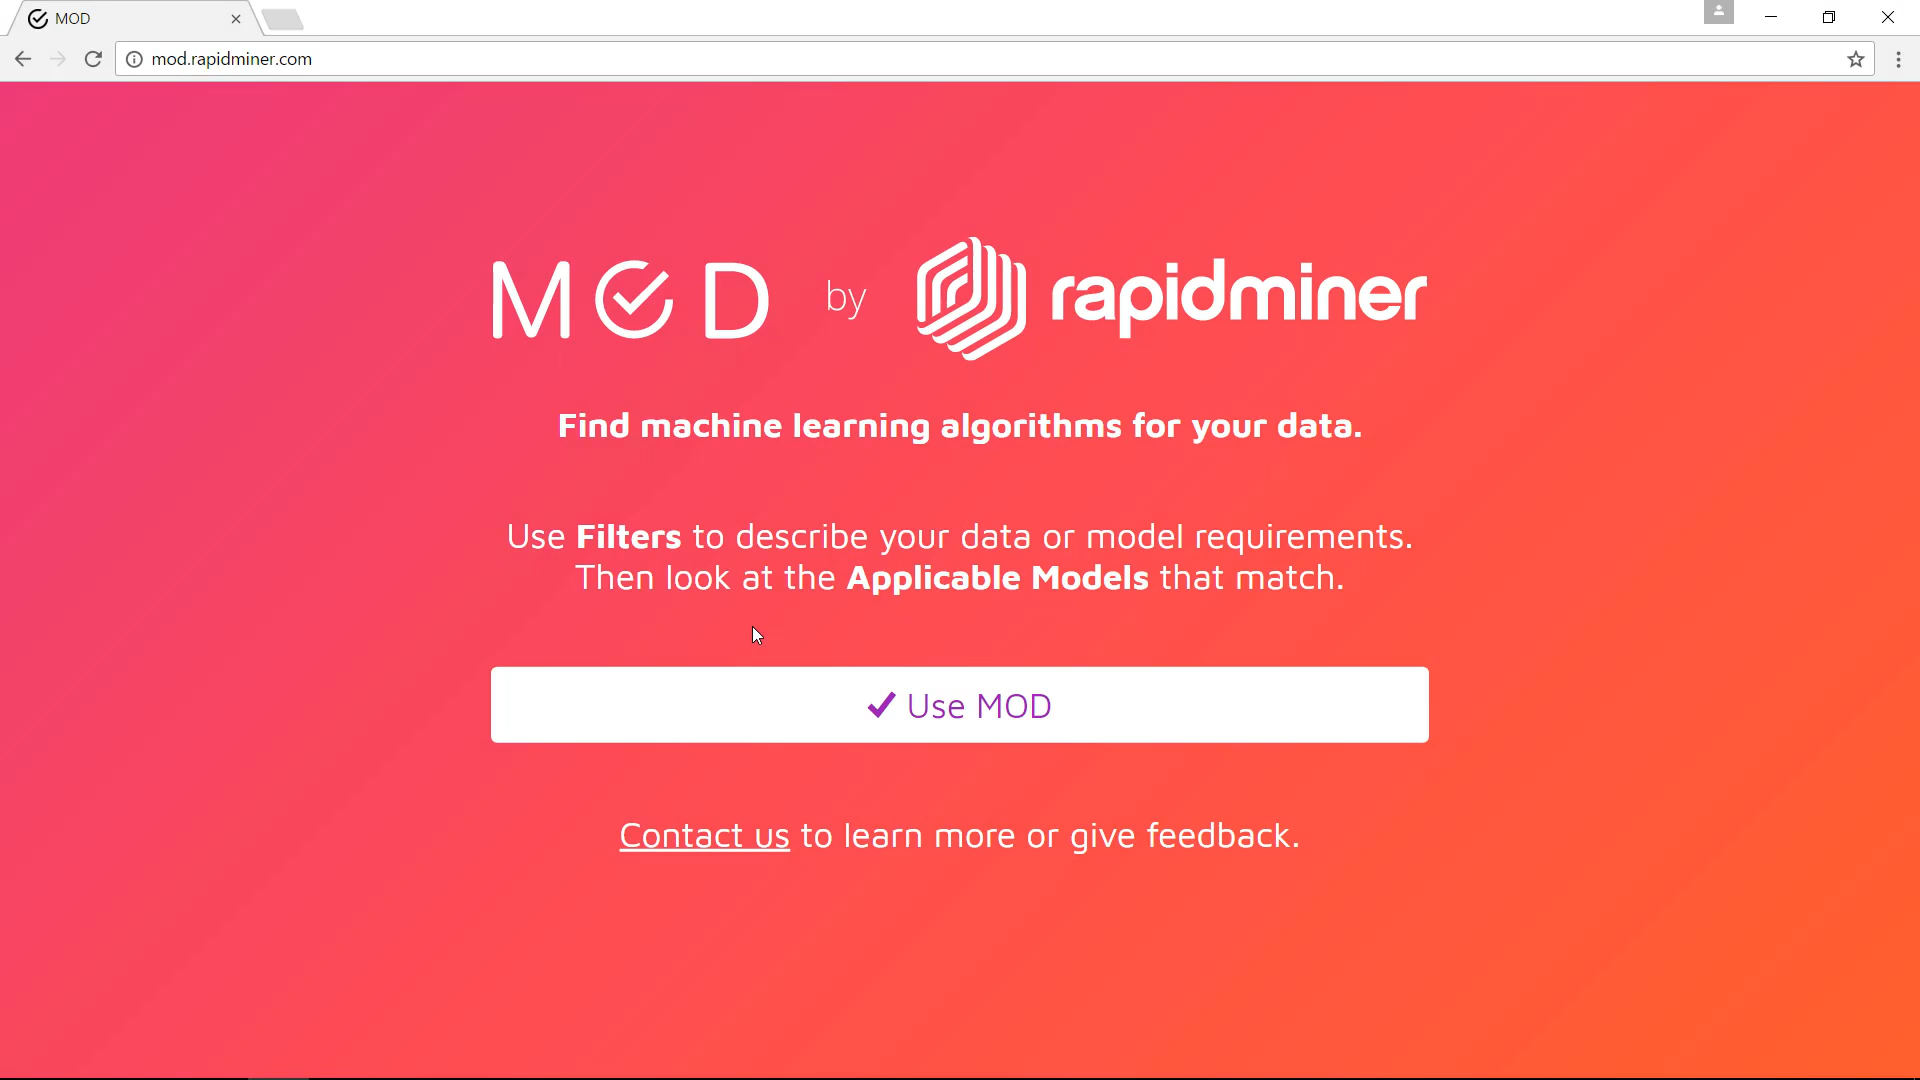 MOD
mod.rapidminer.com
MOD by rapidminer
Find machine learning algorithms for your data.
Use Filters to describe your data or model requirements.
Then look at the Applicable Models that match.
Use MOD
Contact us to learn more or give feedback.